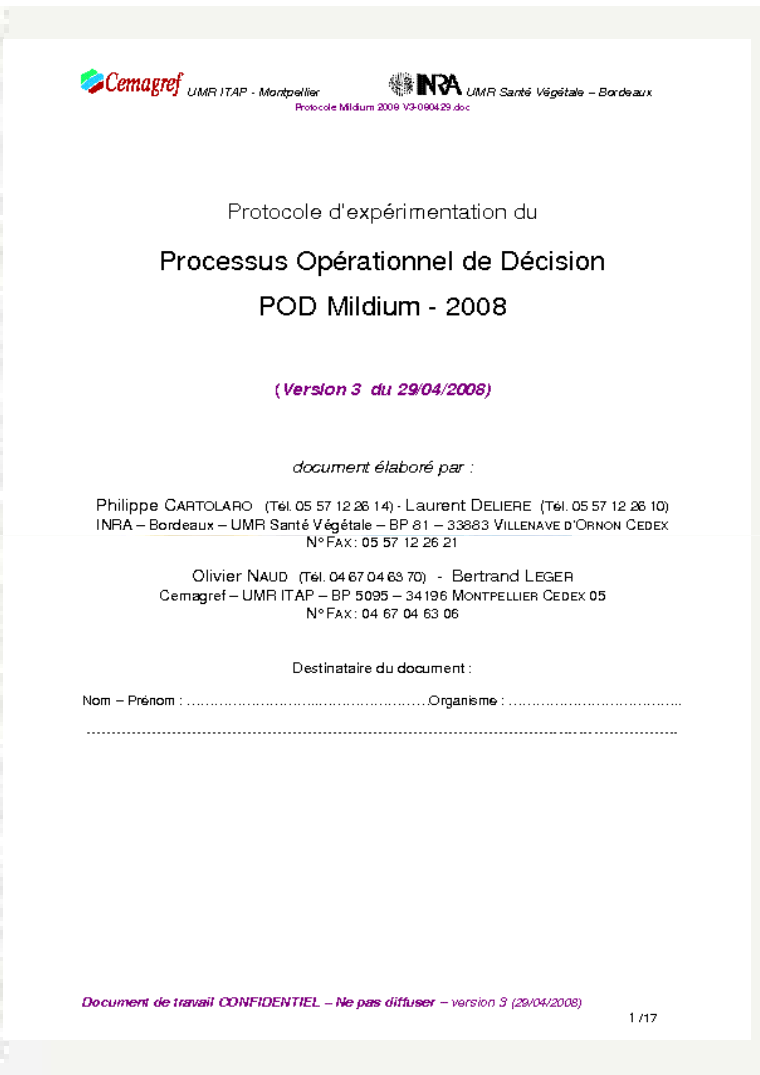 Cemagref UMR ITAP - Montpellier INRA UMR Santé Végétale – Bordeaux
Protocole Mildium 2008 V3-080429.doc
Protocole d'expérimentation du
Processus Opérationnel de Décision
POD Mildium - 2008
(Version 3 du 29/04/2008)
document élaboré par :
Philippe CARTOLARO (Tél. 05 57 12 26 14) - Laurent DELIERE (Tél. 05 57 12 26 10)
INRA – Bordeaux – UMR Santé Végétale – BP 81 – 33883 VILLENAVE D'ORNON CEDEX
N° FAX : 05 57 12 26 21
Olivier NAUD (Tél. 04 67 04 63 70) - Bertrand LEGER
Cemagref – UMR ITAP – BP 5095 – 34196 MONTPELLIER CEDEX 05
N° FAX : 04 67 04 63 06
Destinataire du document :
Nom – Prénom : ……………………………………………Organisme : ………………………………..
Document de travail CONFIDENTIEL – Ne pas diffuser – version 3 (29/04/2008)
1 /17